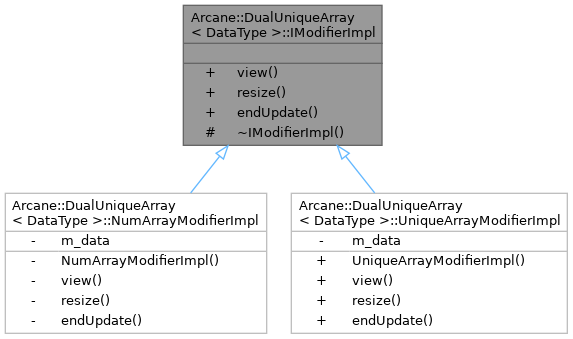 Arcane::DualUniqueArray
< DataType >::IModifierImpl
+ view()
+ resize()
+ endUpdate()
# ~IModifierImpl()
Arcane::DualUniqueArray
< DataType >::NumArrayModifierImpl
- m_data
- NumArrayModifierImpl()
- view()
- resize()
- endUpdate()
Arcane::DualUniqueArray
< DataType >::UniqueArrayModifierImpl
- m_data
+ UniqueArrayModifierImpl()
+ view()
+ resize()
+ endUpdate()